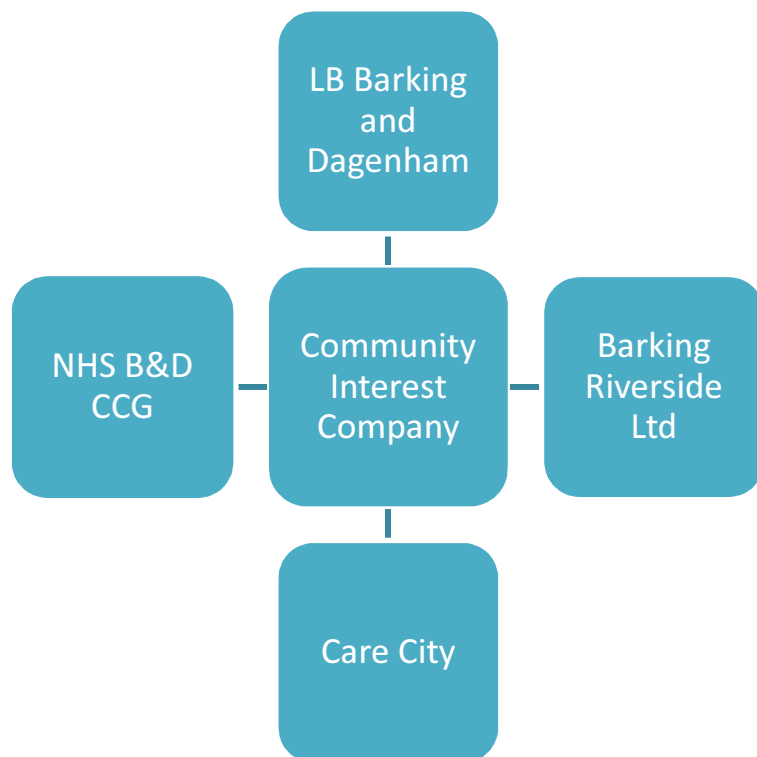 LB Barking
and
Dagenham
NHS B&D
CCG
Community
Interest
Company
Barking
Riverside
Ltd
Care City